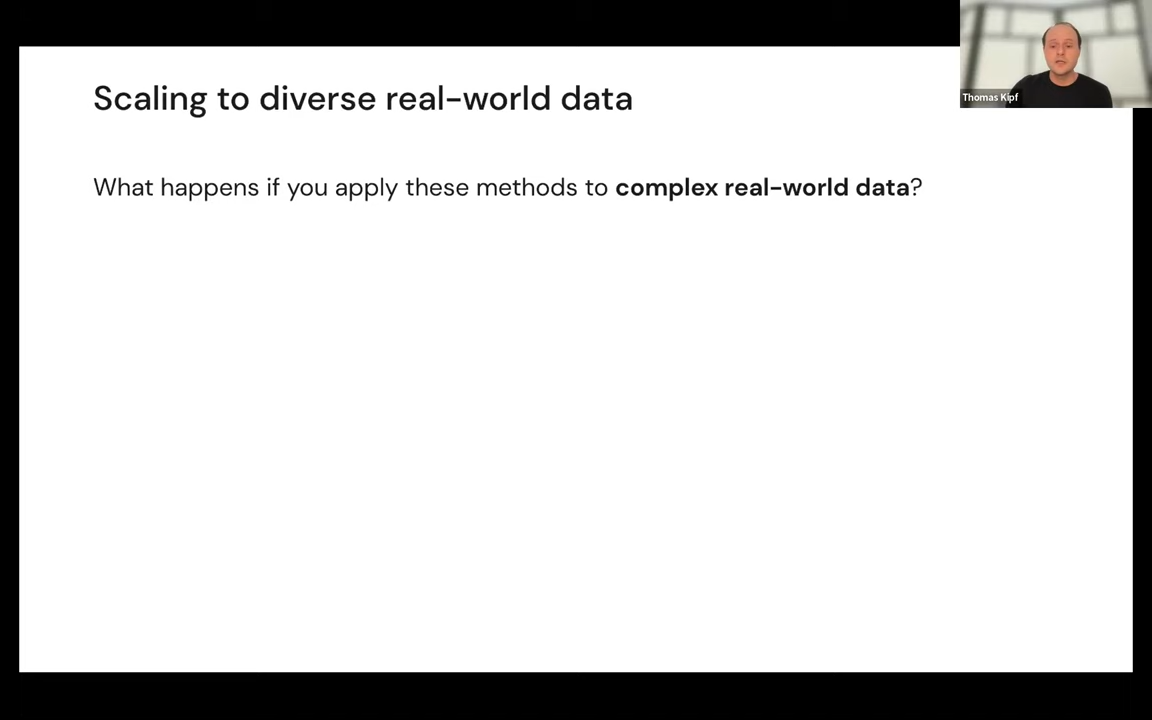 Scaling to diverse real-world data
Thomas Kipf
What happens if you apply these methods to complex real-world data?